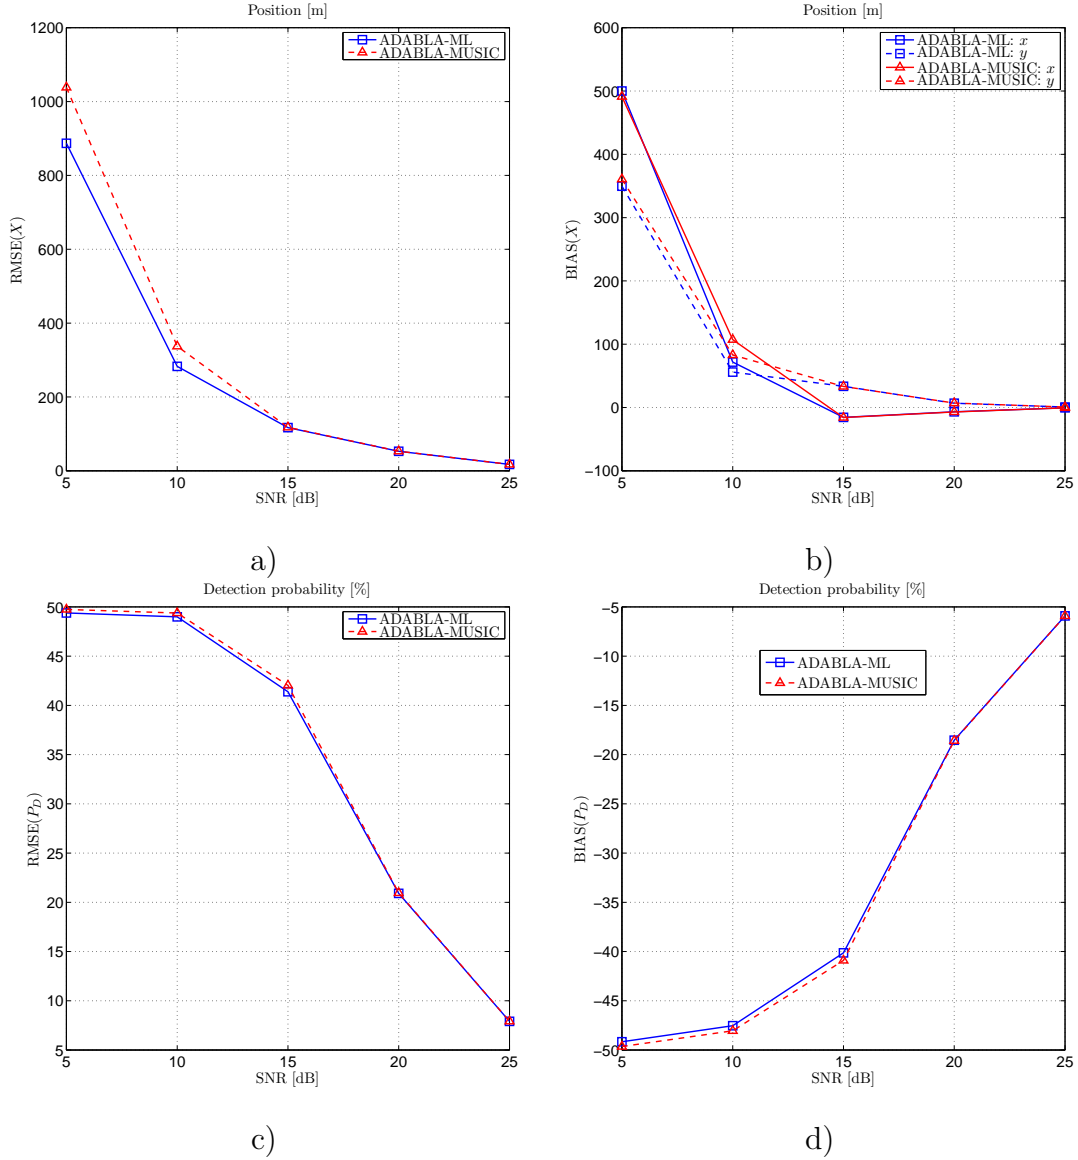 Position [m]
1200
1000
800
600
400
200
0
5 10 15 20 25
SNR [dB]
RMSE(X)
ADABLA-ML
ADABLA-MUSIC
a)
Position [m]
600
500
400
300
200
100
0
−100
5 10 15 20 25
SNR [dB]
BIAS(X)
ADABLA-ML: x
ADABLA-ML: y
ADABLA-MUSIC: x
ADABLA-MUSIC: y
b)
Detection probability [%]
50
45
40
35
30
25
20
15
10
5
5 10 15 20 25
SNR [dB]
RMSE(P_D)
ADABLA-ML
ADABLA-MUSIC
c)
Detection probability [%]
−5
−10
−15
−20
−25
−30
−35
−40
−45
−50
5 10 15 20 25
SNR [dB]
BIAS(P_D)
ADABLA-ML
ADABLA-MUSIC
d)